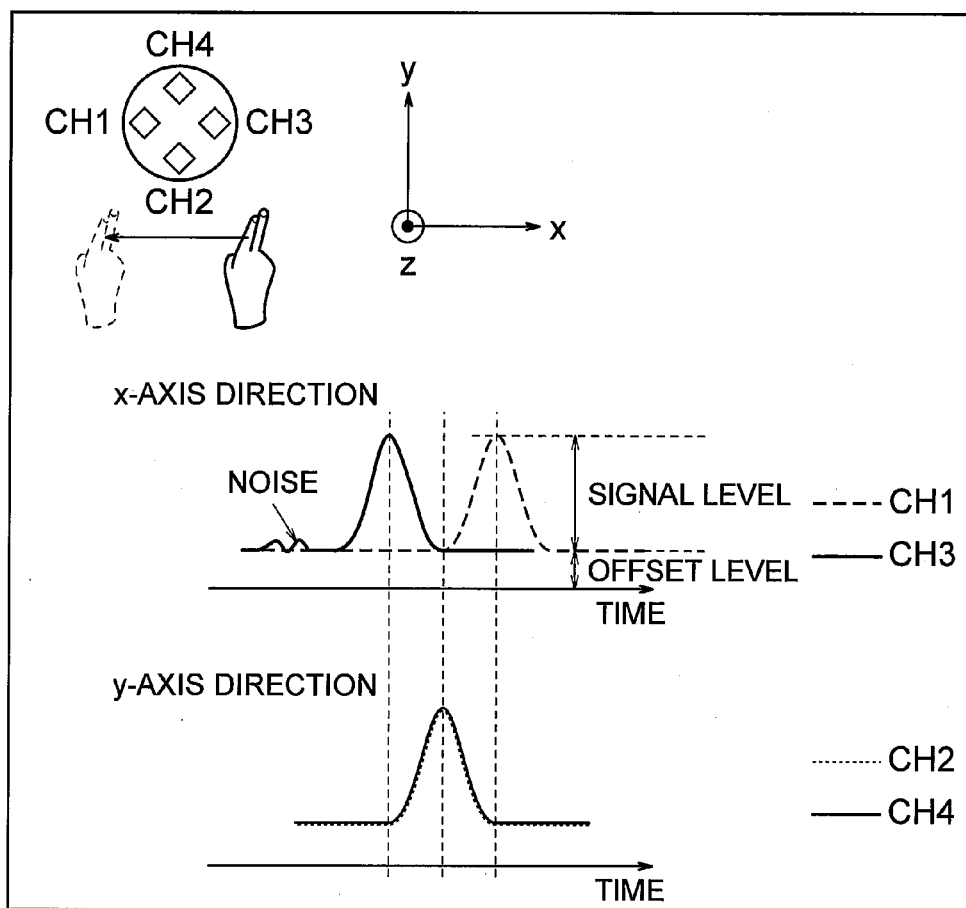 CH4
CH1
CH3
CH2
y
x
z
x-AXIS DIRECTION
NOISE
SIGNAL LEVEL
OFFSET LEVEL
CH1
CH3
TIME
y-AXIS DIRECTION
CH2
CH4
TIME